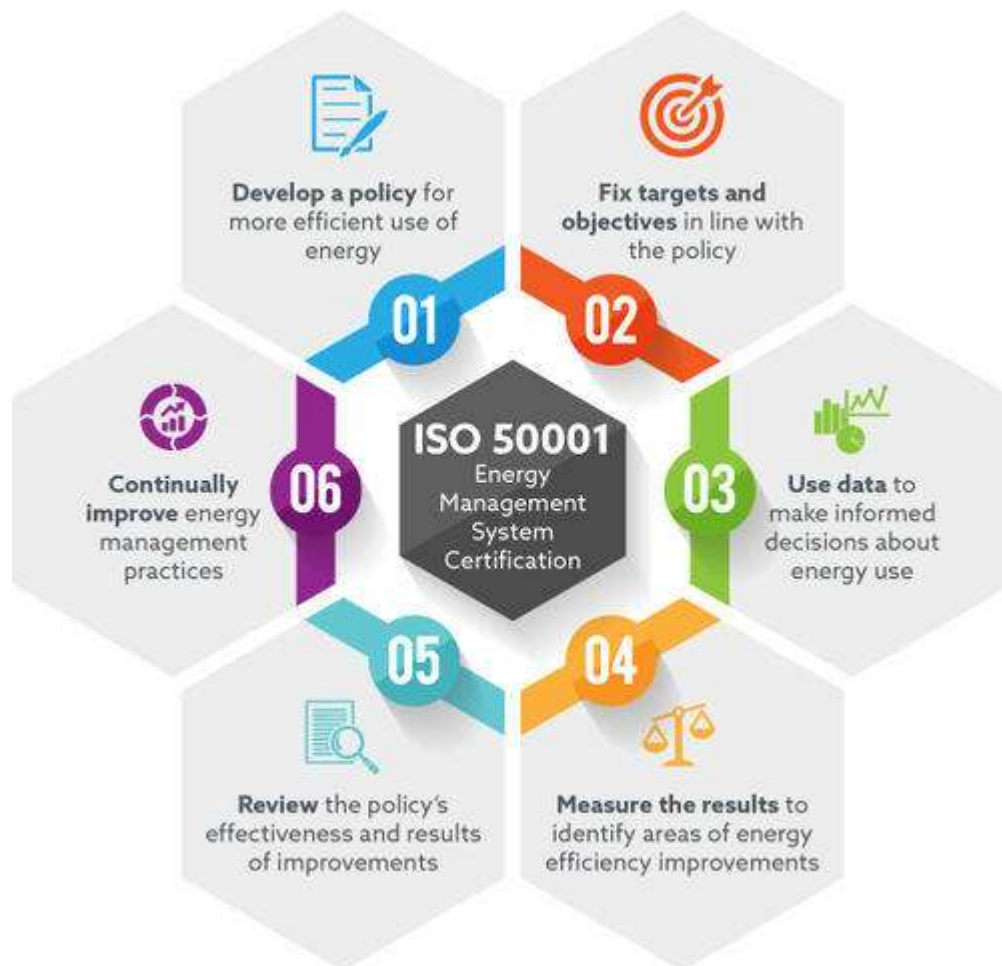 Develop a policy for
more efficient use of
energy
01
Fix targets and
objectives in line with
the policy
02
ISO 50001
Energy
Management
System
Certification
03
Use data to
make informed
decisions about
energy use
04
Measure the results to
identify areas of energy
efficiency improvements
05
Review the policy's
effectiveness and results
of improvements
06
Continually
improve energy
management
practices